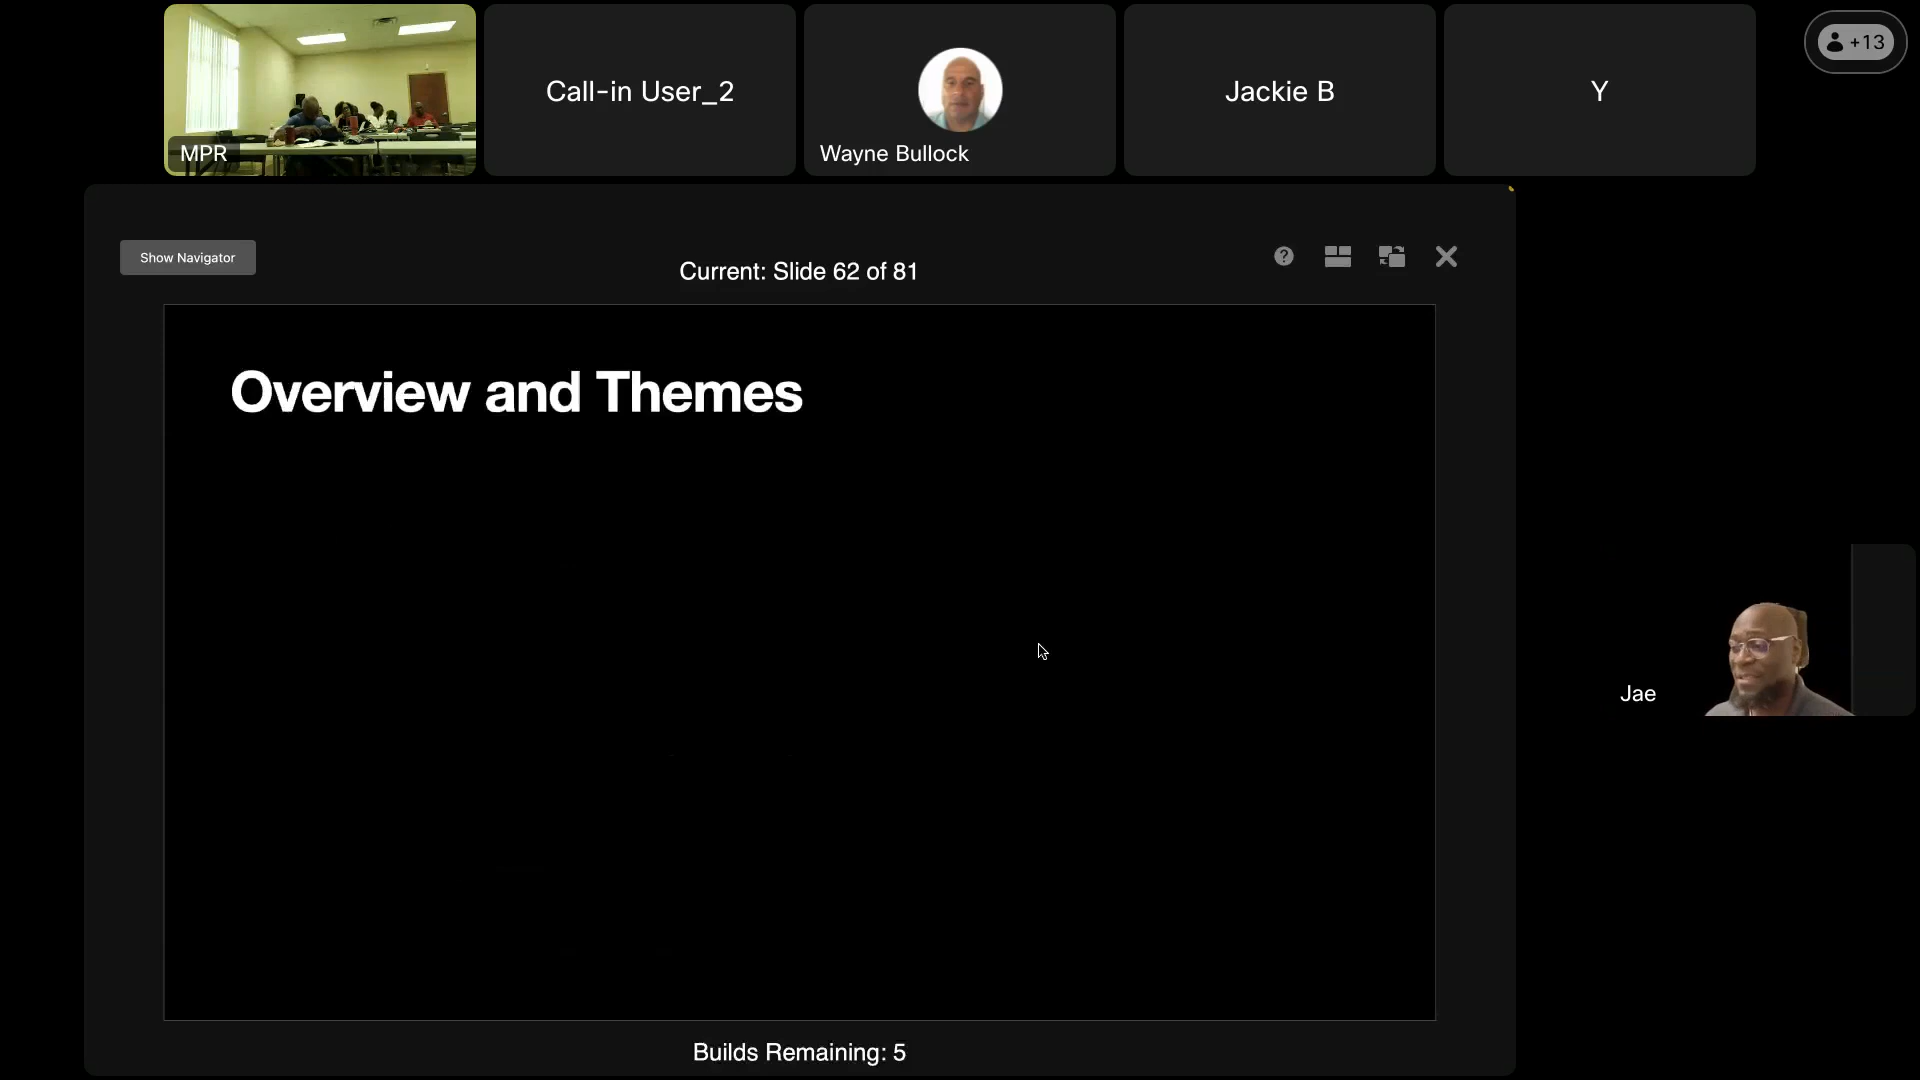 MPR
Call-in User_2
Wayne Bullock
Jackie B
Y
+13
Show Navigator
Current: Slide 62 of 81
?
Overview and Themes
Jae
Builds Remaining: 5